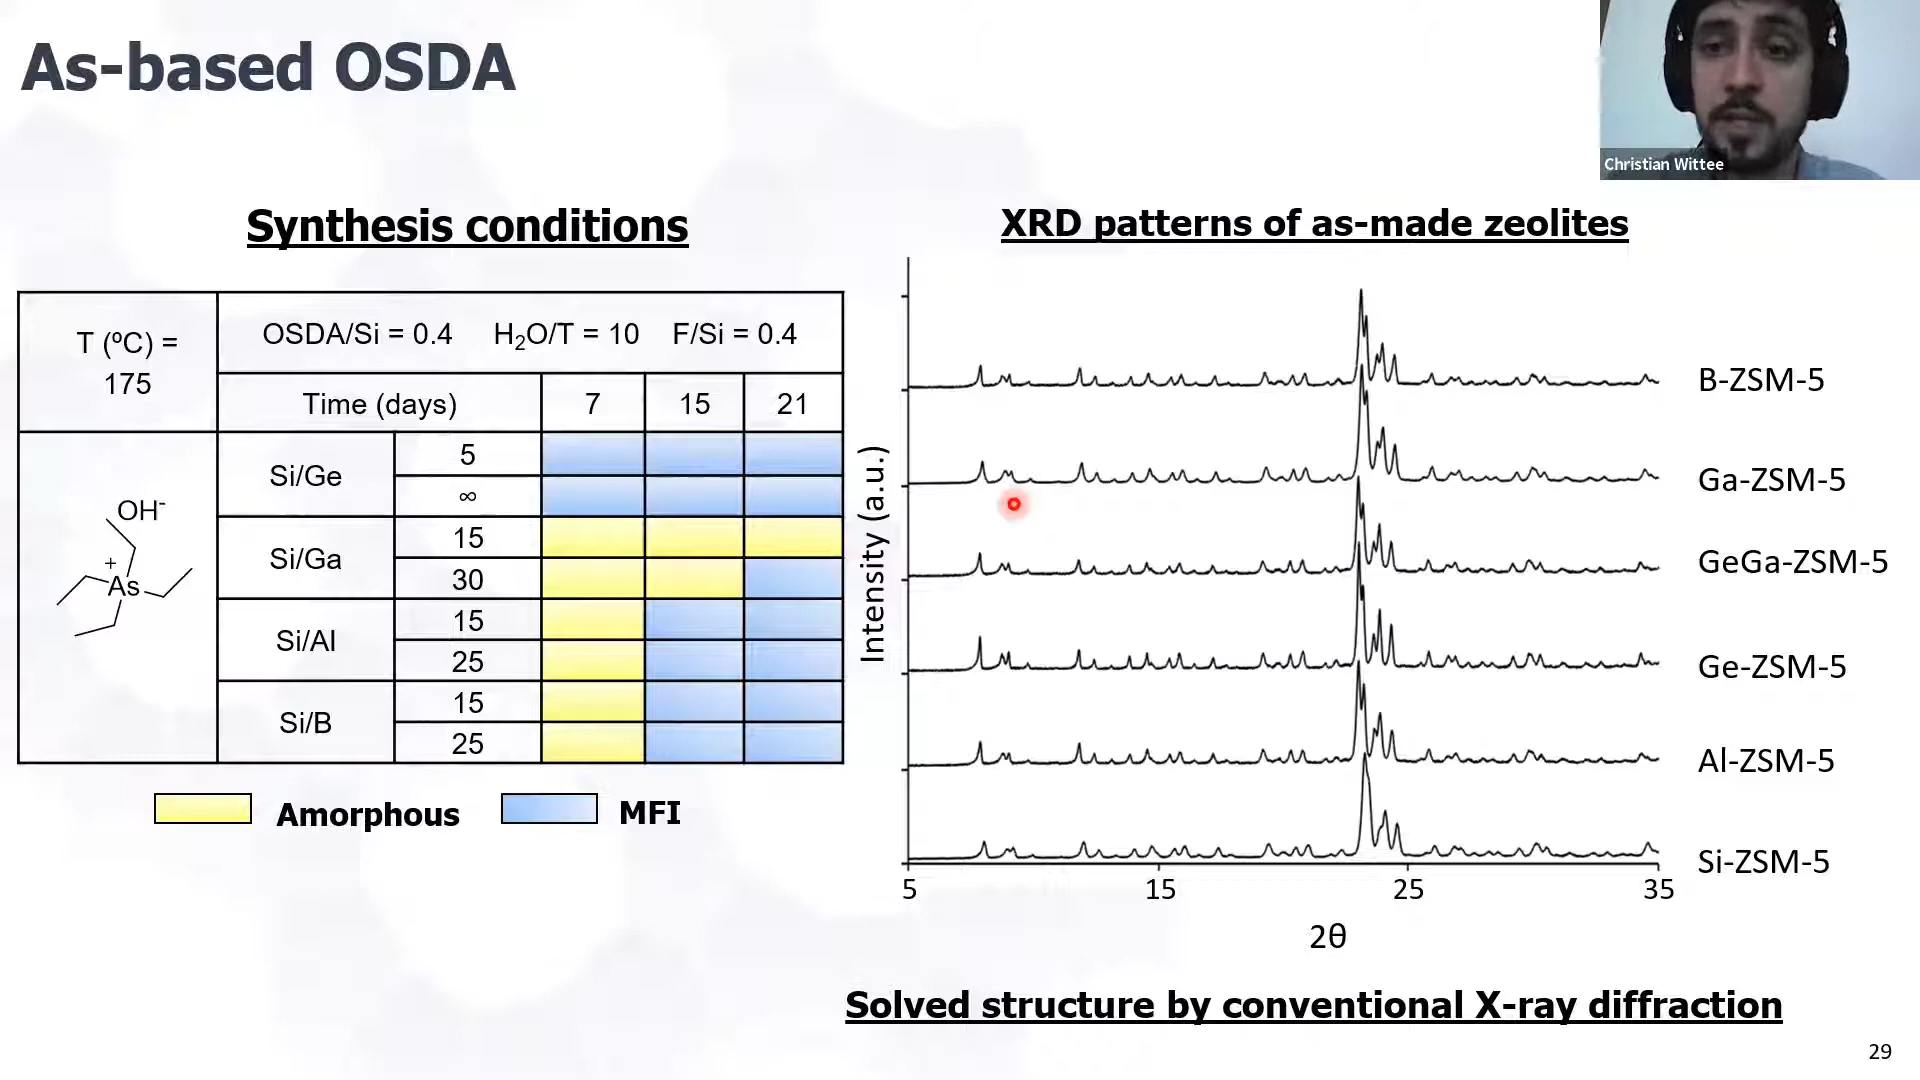 As-based OSDA
Christian Wittee
Synthesis conditions
T (ºC) =
175
OSDA/Si = 0.4 H₂O/T = 10 F/Si = 0.4
Time (days) 7 15 21
OH⁻
+
As
Si/Ge
5
∞
Si/Ga
15
30
Si/Al
15
25
Si/B
15
25
Amorphous MFI
XRD patterns of as-made zeolites
Intensity (a.u.)
B-ZSM-5
Ga-ZSM-5
GeGa-ZSM-5
Ge-ZSM-5
Al-ZSM-5
Si-ZSM-5
5 15 25 35
2θ
Solved structure by conventional X-ray diffraction
29